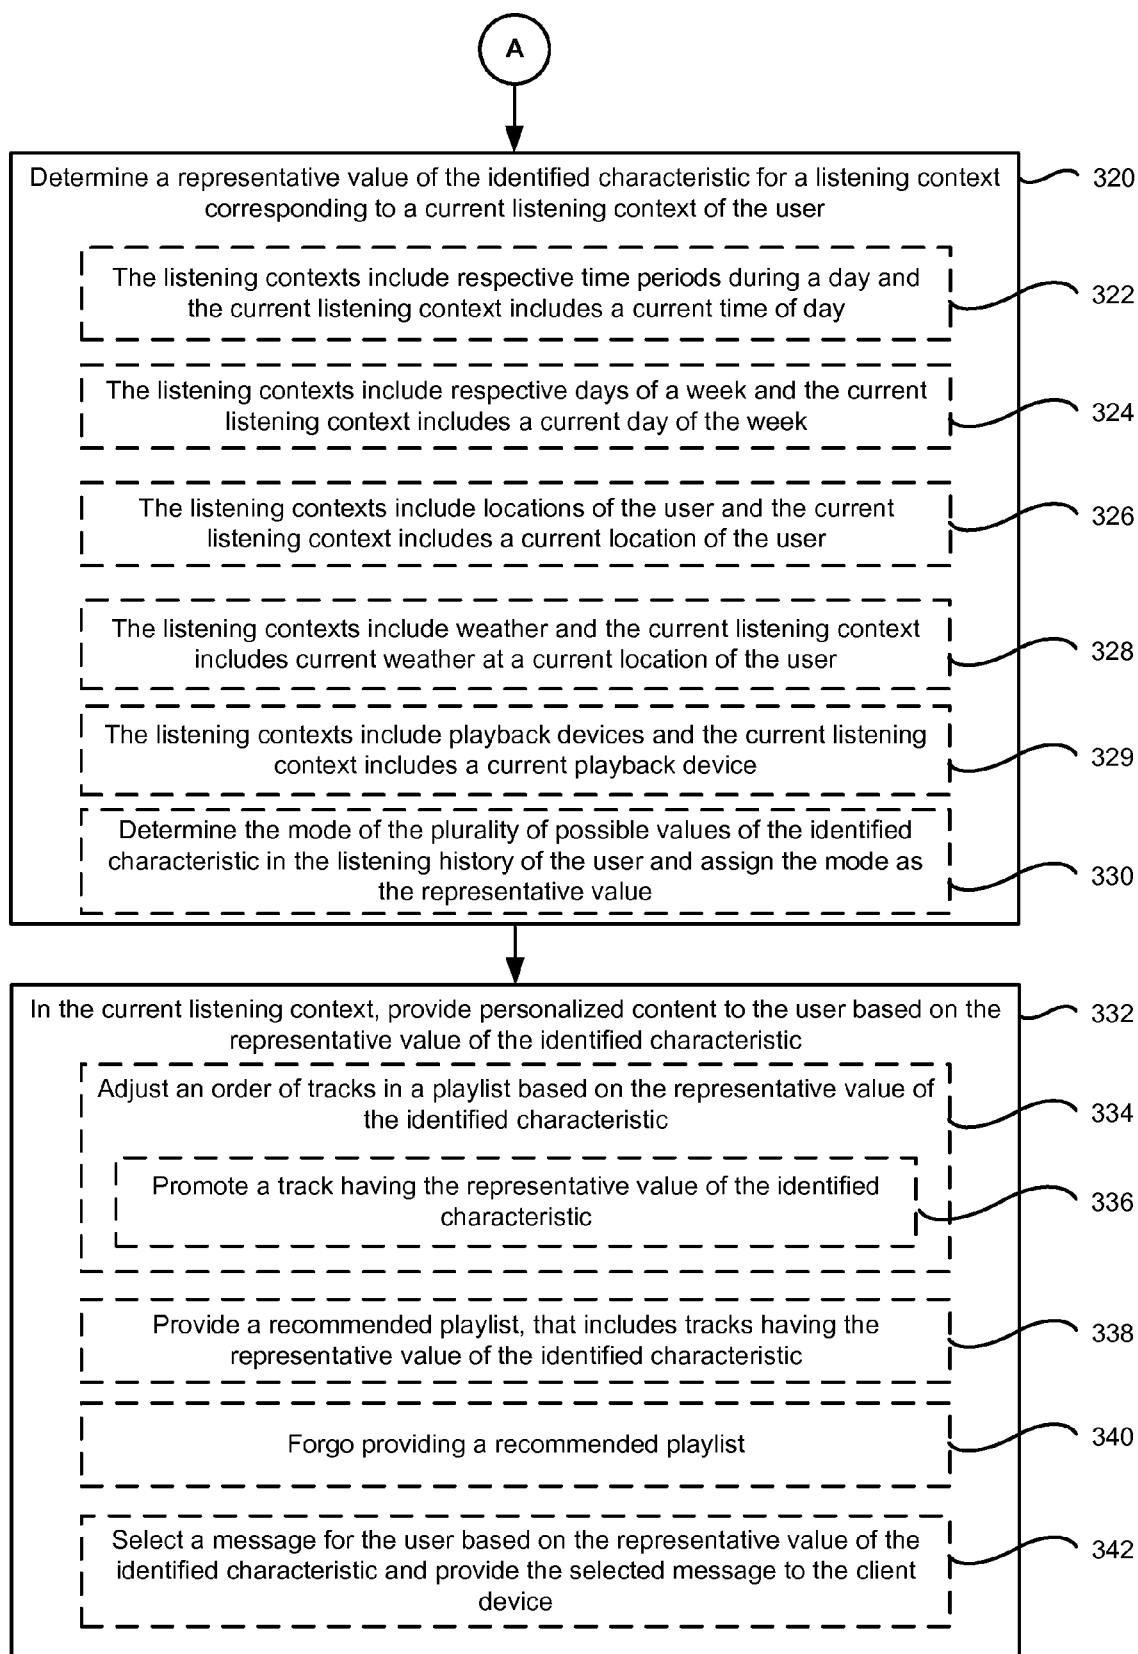 A
Determine a representative value of the identified characteristic for a listening context
corresponding to a current listening context of the user
320
The listening contexts include respective time periods during a day and
the current listening context includes a current time of day
322
The listening contexts include respective days of a week and the current
listening context includes a current day of the week
324
The listening contexts include locations of the user and the current
listening context includes a current location of the user
326
The listening contexts include weather and the current listening context
includes current weather at a current location of the user
328
The listening contexts include playback devices and the current listening
context includes a current playback device
329
Determine the mode of the plurality of possible values of the identified
characteristic in the listening history of the user and assign the mode as
the representative value
330
In the current listening context, provide personalized content to the user based on the
representative value of the identified characteristic
332
Adjust an order of tracks in a playlist based on the representative value of
the identified characteristic
334
Promote a track having the representative value of the identified
characteristic
336
Provide a recommended playlist, that includes tracks having the
representative value of the identified characteristic
338
Forgo providing a recommended playlist
340
Select a message for the user based on the representative value of the
identified characteristic and provide the selected message to the client
device
342